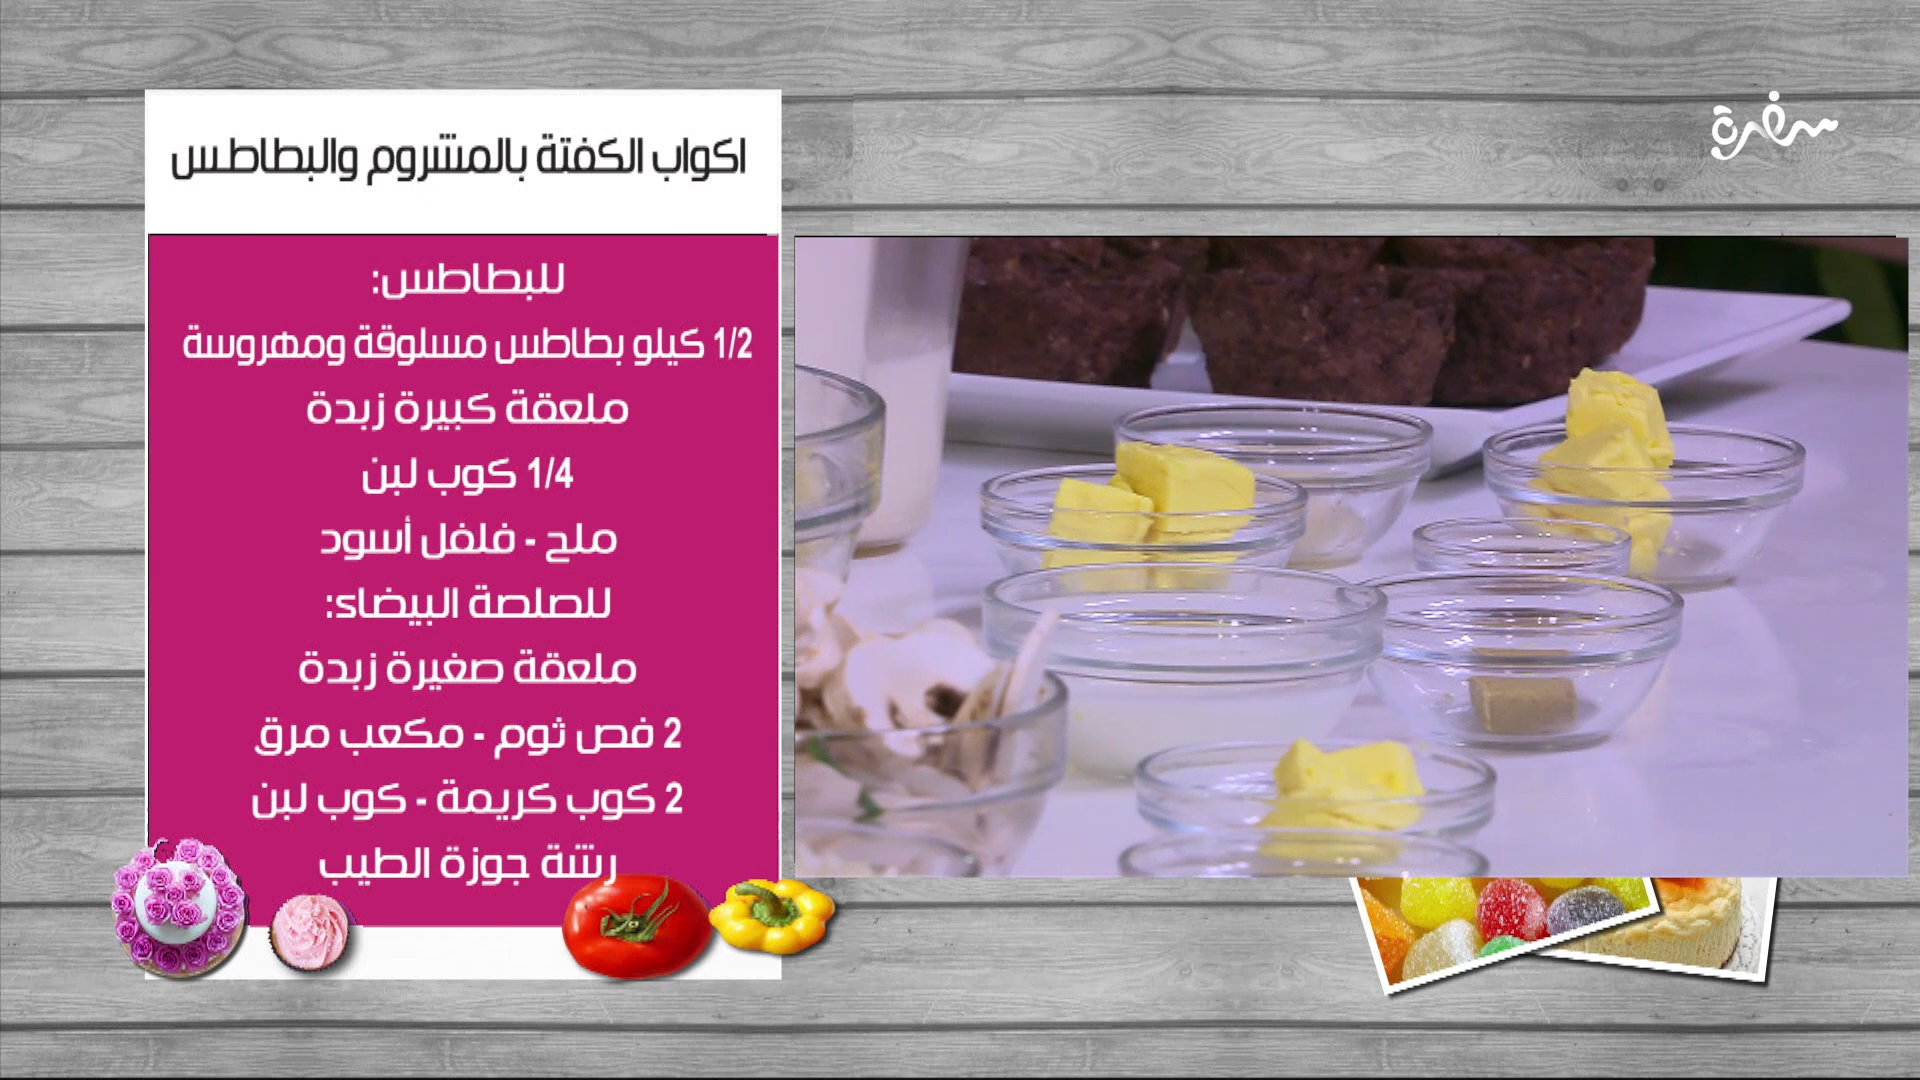 سفرة
اكواب الكفتة بالمشروم والبطاطس
للبطاطس:
1/2 كيلو بطاطس مسلوقة ومهروسة
ملعقة كبيرة زبدة
1/4 كوب لبن
ملح - فلفل أسود
للصلصة البيضاء:
ملعقة صغيرة زبدة
2 فص ثوم - مكعب مرق
2 كوب كريمة - كوب لبن
رشة جوزة الطيب